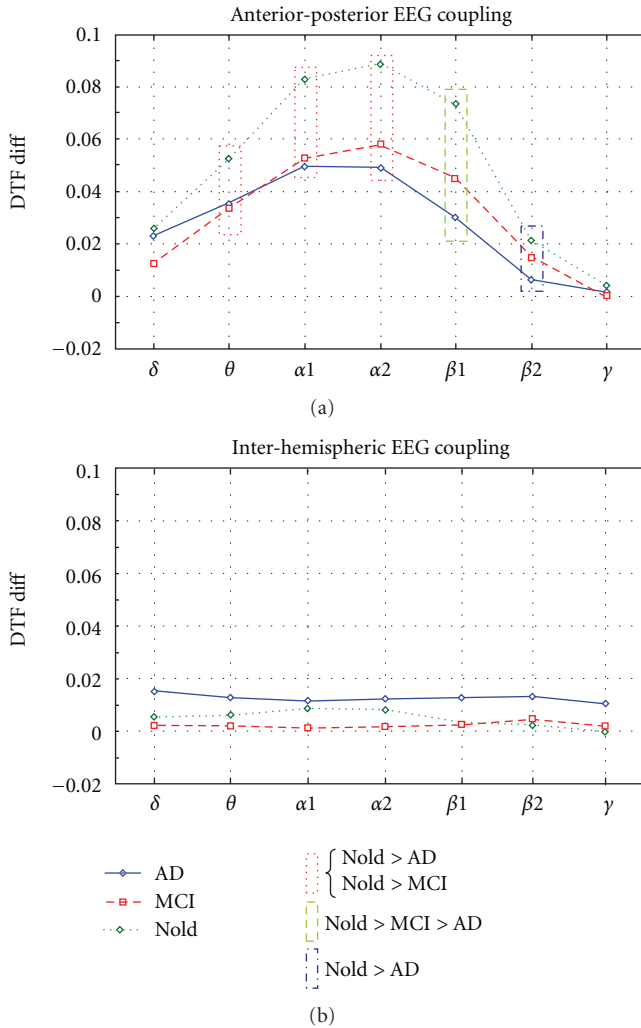 Anterior-posterior EEG coupling
0.1
0.08
0.06
0.04
0.02
0
−0.02
DTF diff
δ θ α1 α2 β1 β2 γ
(a)
Inter-hemispheric EEG coupling
0.1
0.08
0.06
0.04
0.02
0
−0.02
DTF diff
δ θ α1 α2 β1 β2 γ
AD
MCI
Nold
Nold > AD
Nold > MCI
Nold > MCI > AD
Nold > AD
(b)